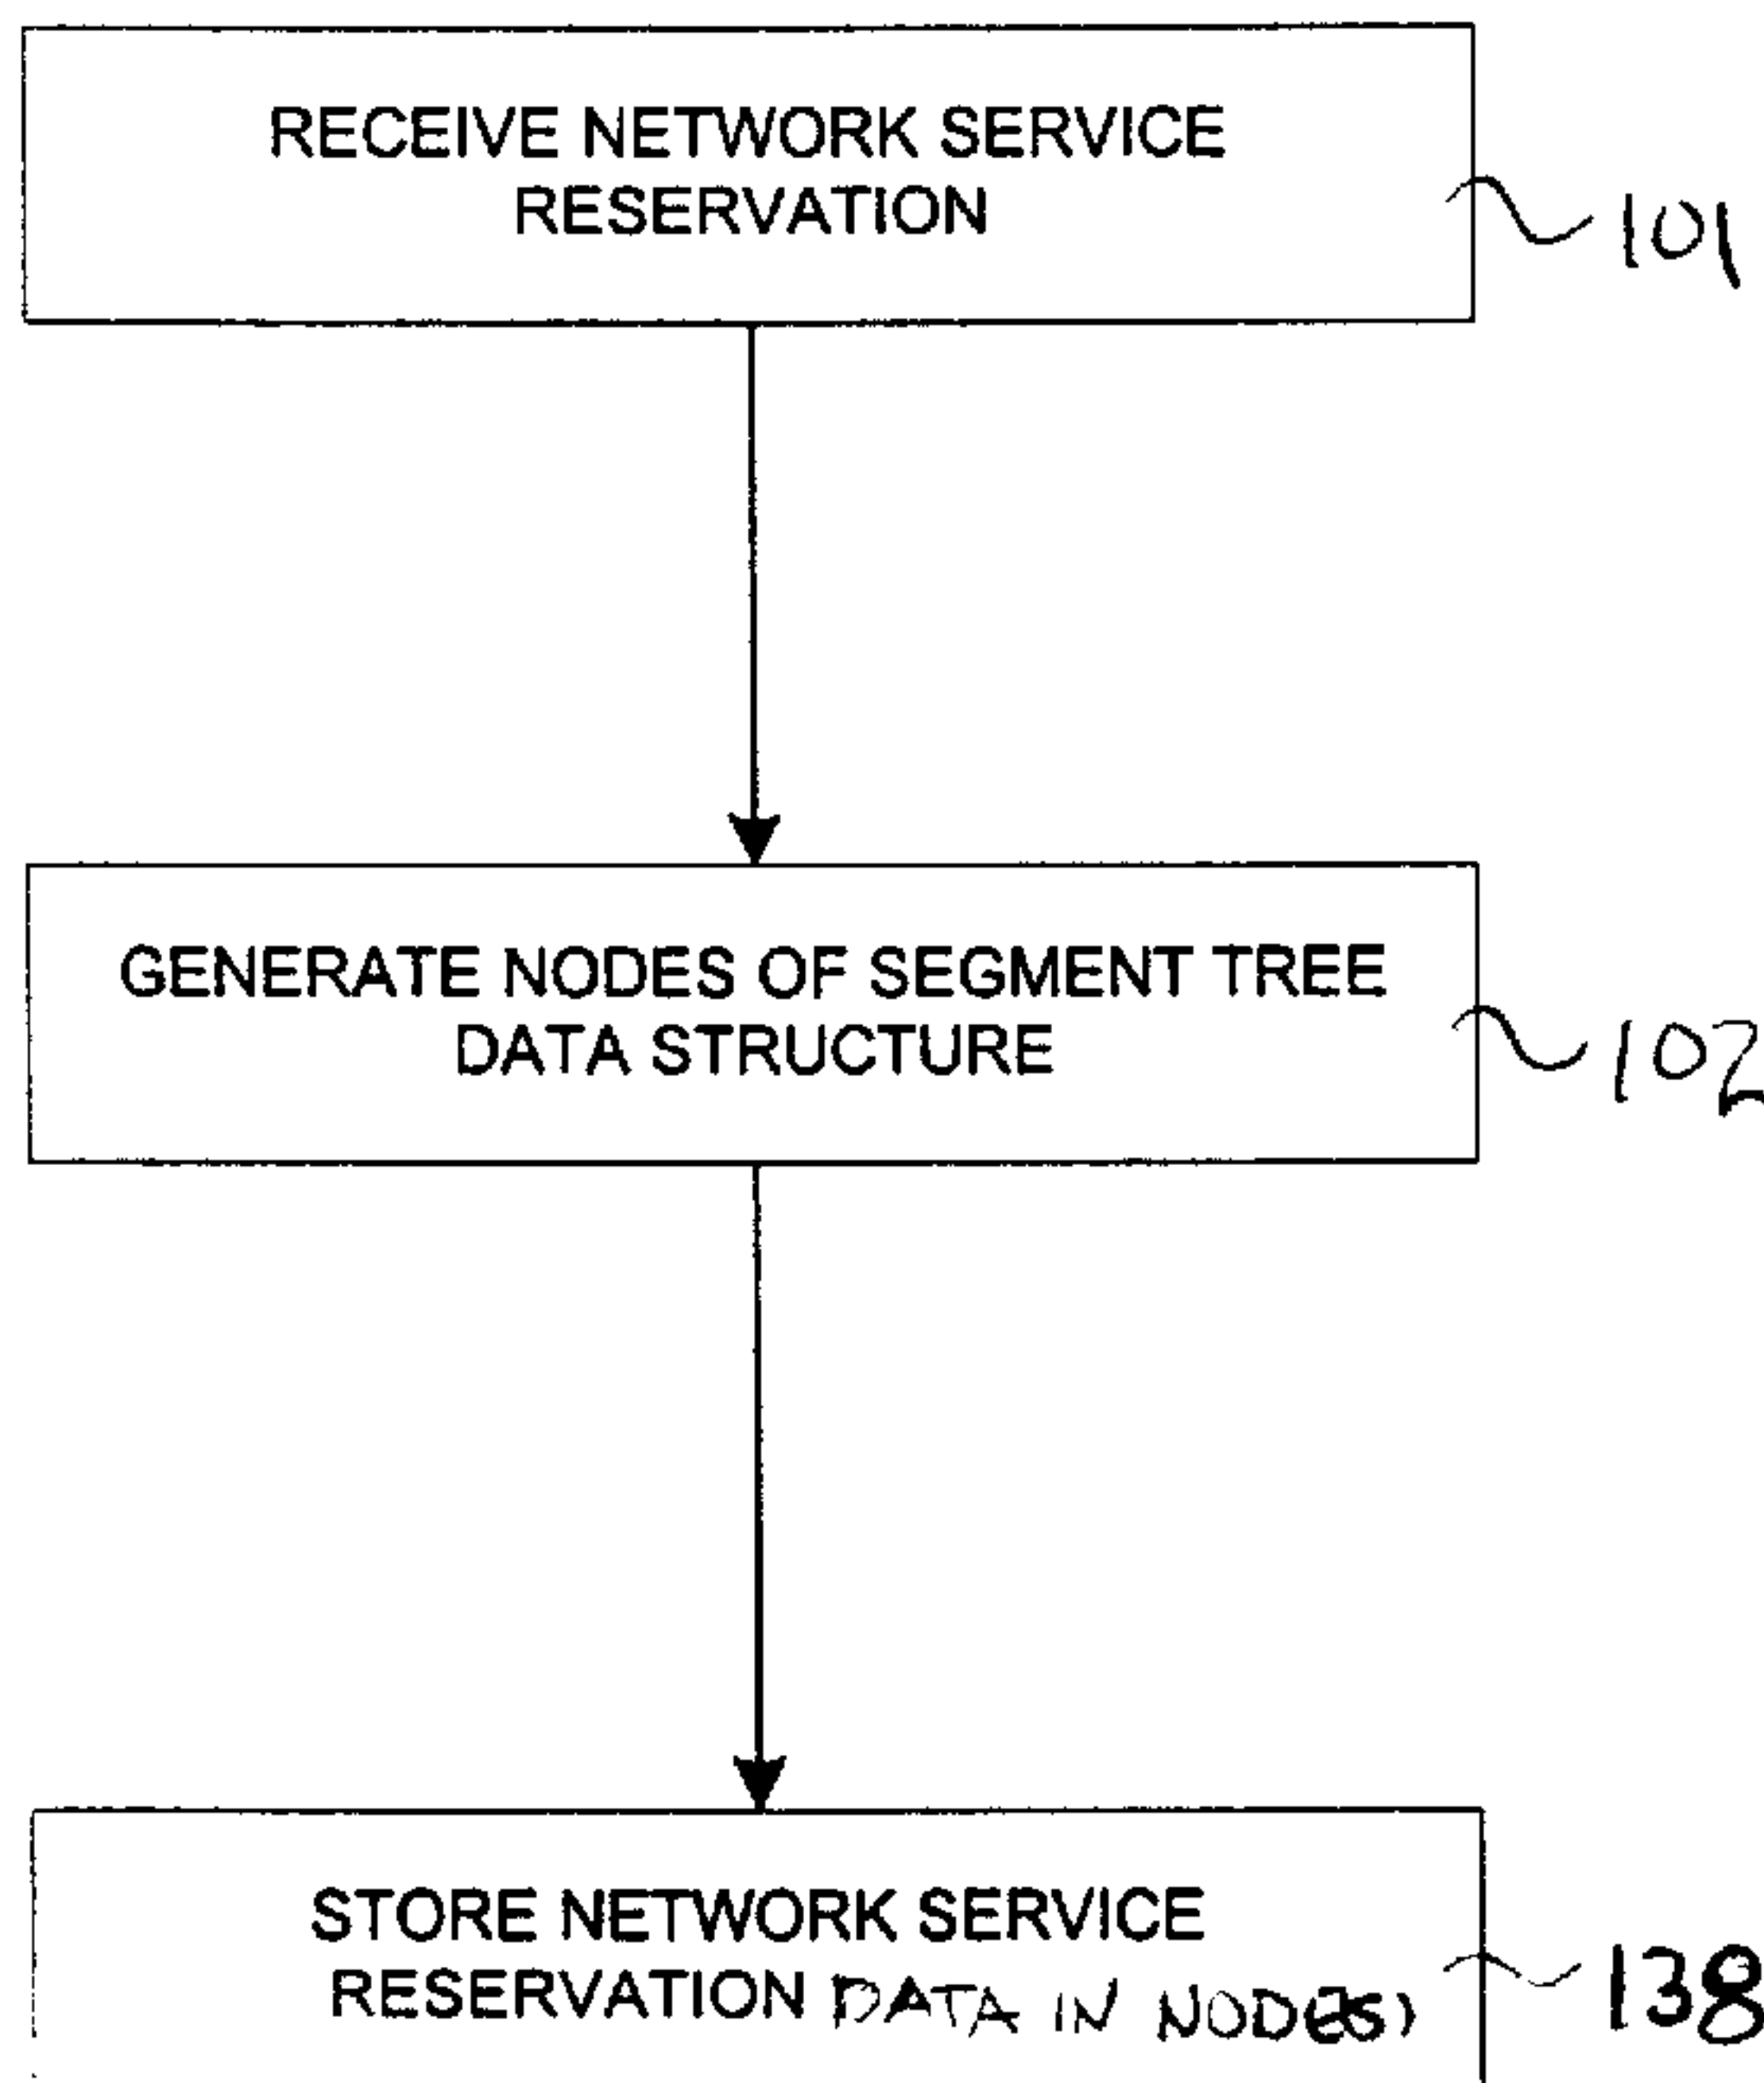 RECEIVE NETWORK SERVICE
RESERVATION
101
GENERATE NODES OF SEGMENT TREE
DATA STRUCTURE
102
STORE NETWORK SERVICE
RESERVATION DATA IN
138